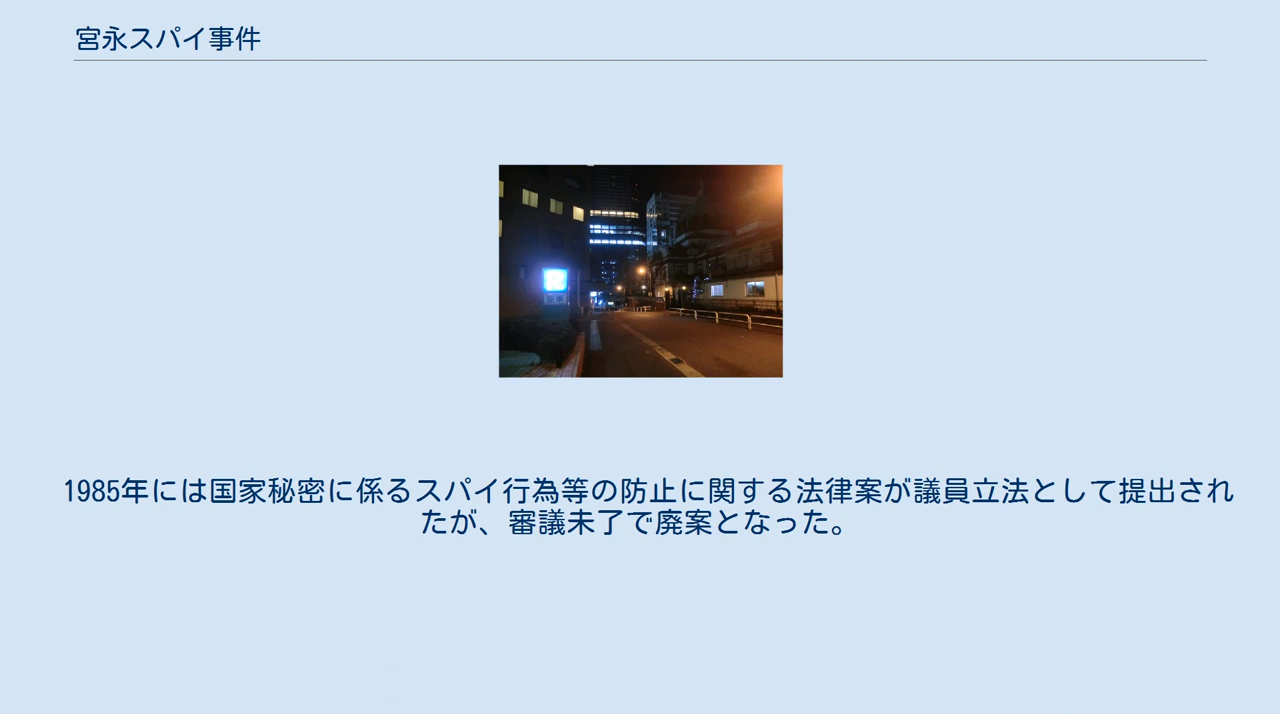 宮永スパイ事件
1985年には国家秘密に係るスパイ行為等の防止に関する法律案が議員立法として提出され
たが、審議未了で廃案となった。